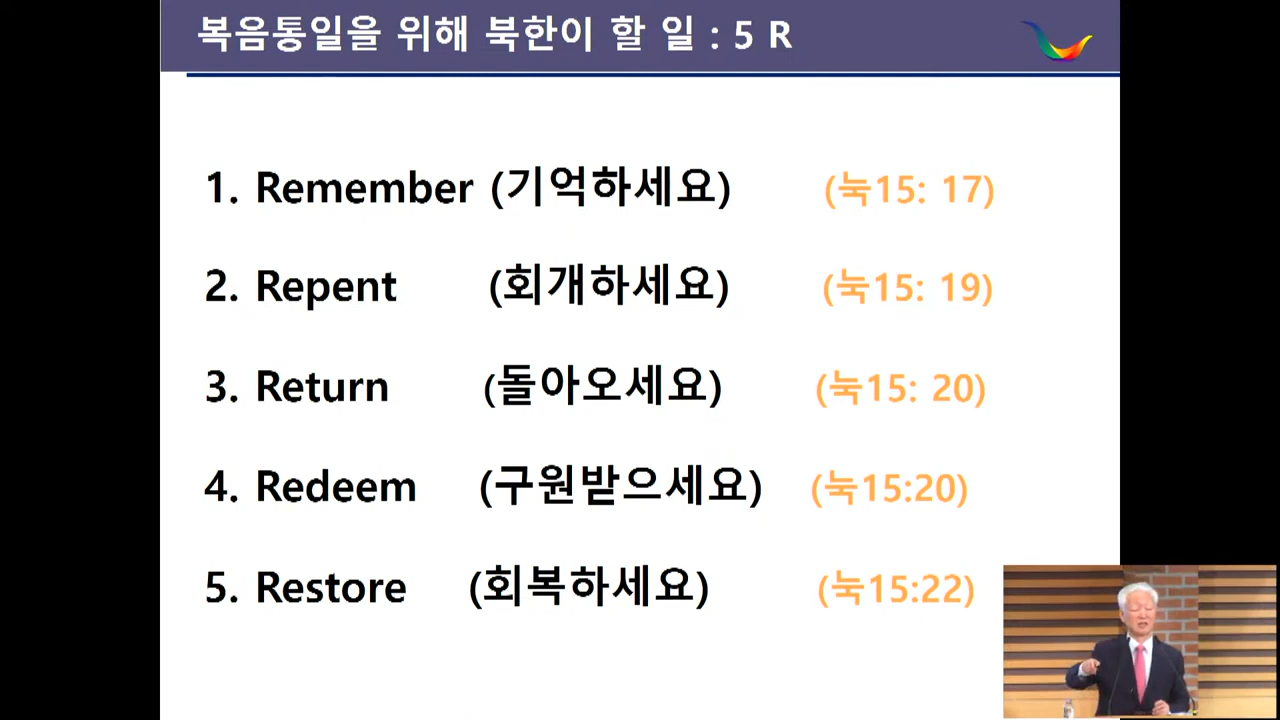 복음통일을 위해 북한이 할 일 : 5 R
1. Remember (기억하세요) (눅15: 17)
2. Repent (회개하세요) (눅15: 19)
3. Return (돌아오세요) (눅15: 20)
4. Redeem (구원받으세요) (눅15:20)
5. Restore (회복하세요) (눅15:22)